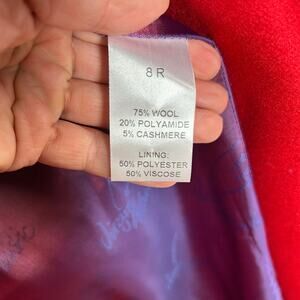 8 R
75% WOOL
20% POLYAMIDE
5% CASHMERE
LINING:
50% POLYESTER
50% VISCOSE